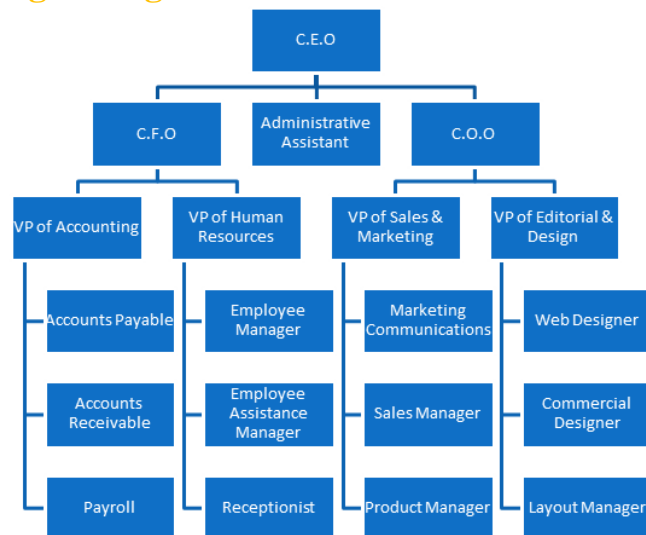 C.E.O
C.F.O
Administrative
Assistant
C.O.O
VP of Accounting
VP of Human
Resources
VP of Sales &
Marketing
VP of Editorial &
Design
Accounts Payable
Employee
Manager
Marketing
Communications
Web Designer
Accounts
Receivable
Employee
Assistance
Manager
Sales Manager
Commercial
Designer
Payroll
Receptionist
Product Manager
Layout Manager